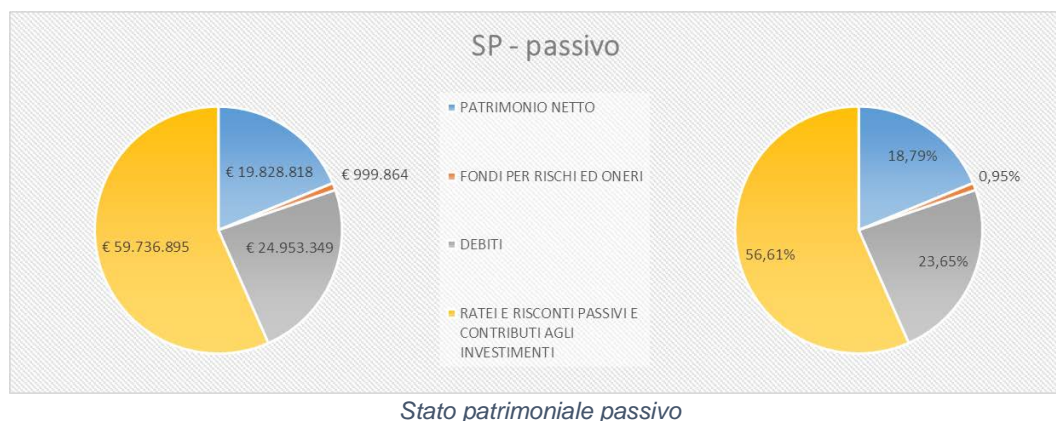 SP - passivo
€ 19.828.818
€ 999.864
€ 24.953.349
€ 59.736.895
PATRIMONIO NETTO
FONDI PER RISCHI ED ONERI
DEBITI
RATEI E RISCONTI PASSIVI E
CONTRIBUTI AGLI
INVESTIMENTI
18,79%
0,95%
23,65%
56,61%
Stato patrimoniale passivo